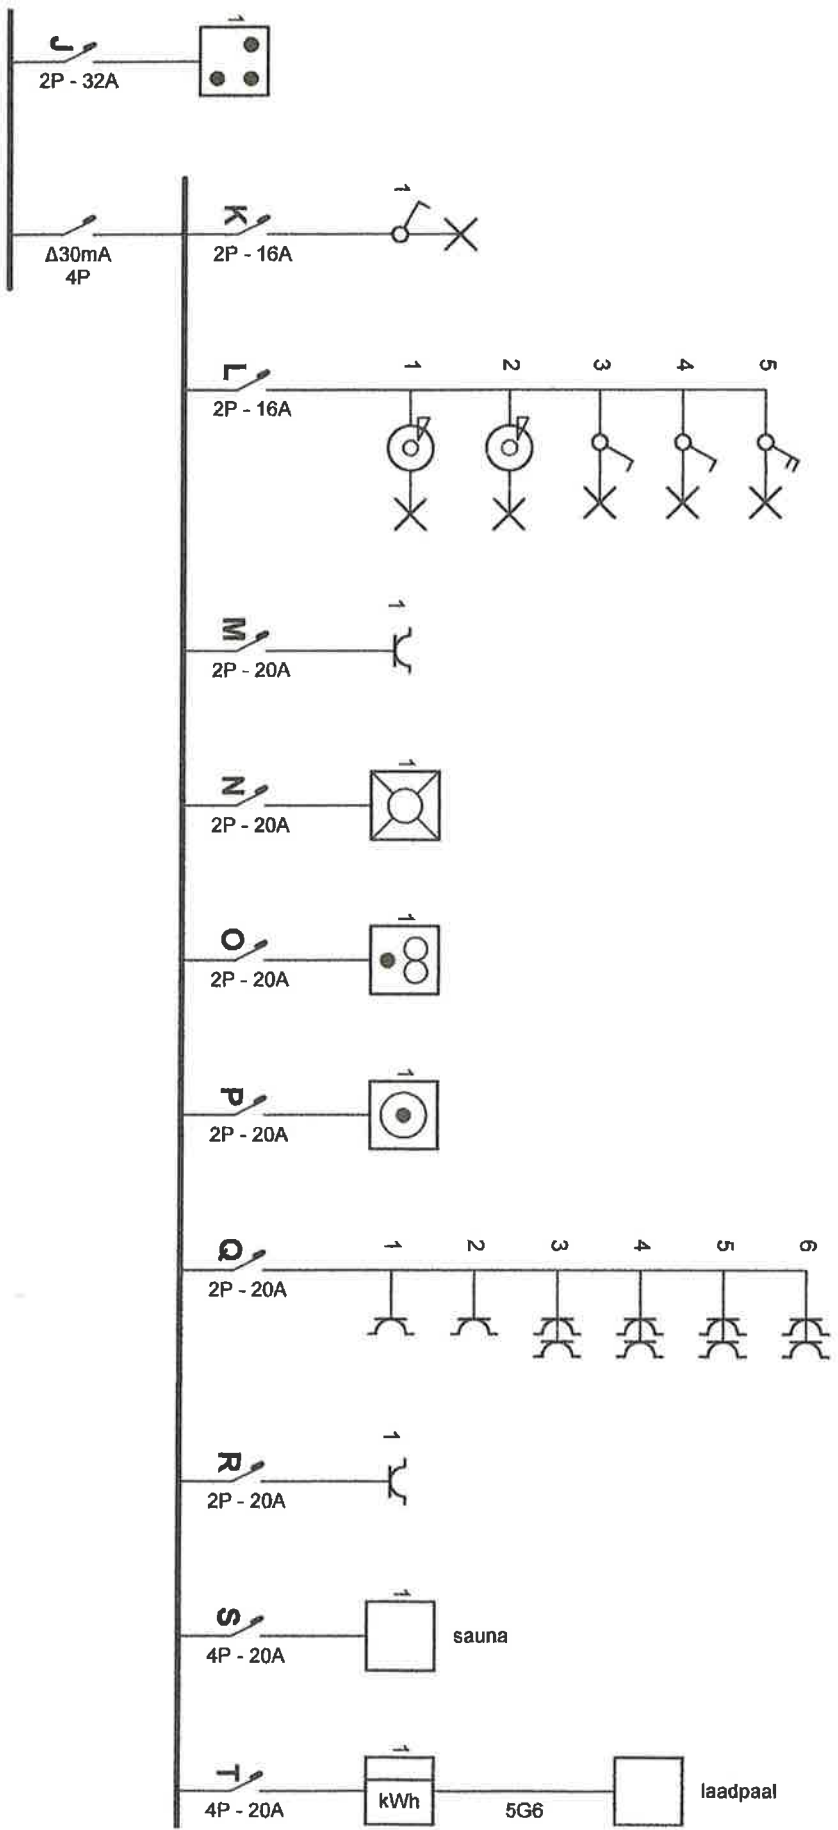 1
J
2P - 32A
Δ30mA
4P
1
K
2P - 16A
1 2 3 4 5
L
2P - 16A
1
M
2P - 20A
1
N
2P - 20A
1
O
2P - 20A
1
P
2P - 20A
1 2 3 4 5 6
Q
2P - 20A
1
R
2P - 20A
1
S
4P - 20A
sauna
1
T
4P - 20A
kWh
5G6
laadpaal